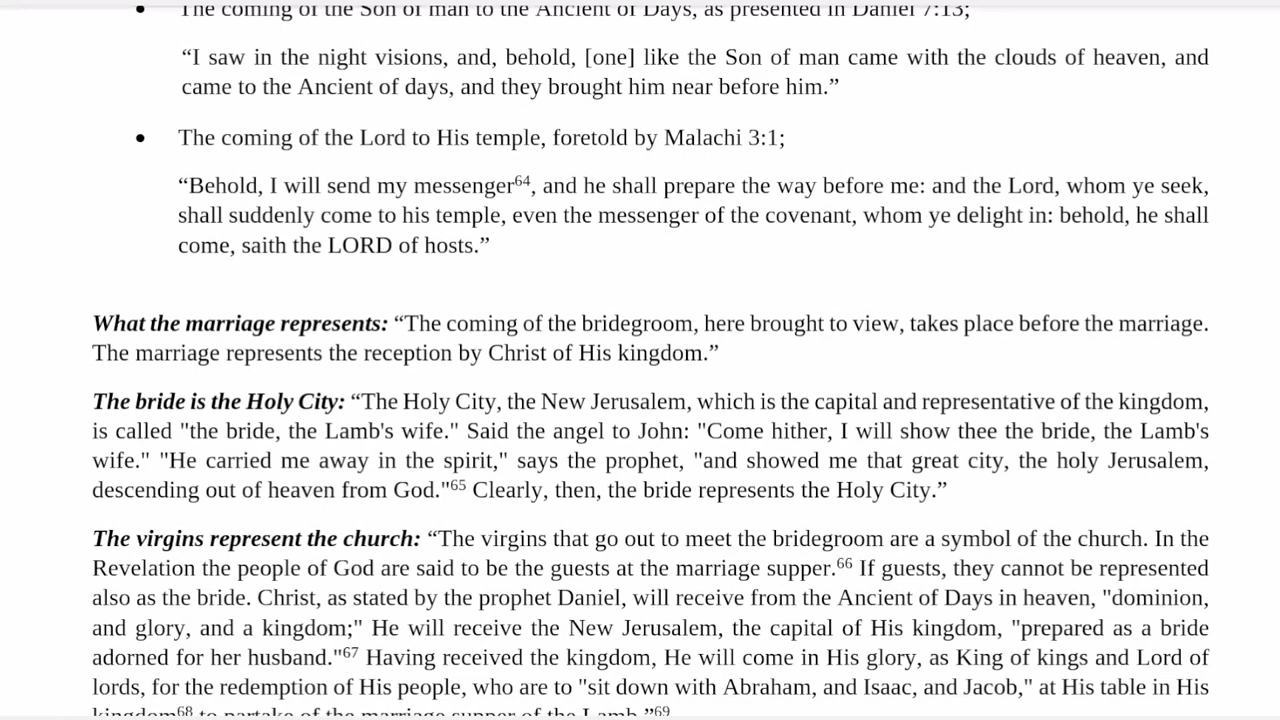 • The coming of the Son of man to the Ancient of Days, as presented in Daniel 7:13;
“I saw in the night visions, and, behold, [one] like the Son of man came with the clouds of heaven, and
came to the Ancient of days, and they brought him near before him.”
• The coming of the Lord to His temple, foretold by Malachi 3:1;
“Behold, I will send my messenger⁶⁴, and he shall prepare the way before me: and the Lord, whom ye seek,
shall suddenly come to his temple, even the messenger of the covenant, whom ye delight in: behold, he shall
come, saith the LORD of hosts.”
What the marriage represents: “The coming of the bridegroom, here brought to view, takes place before the marriage.
The marriage represents the reception by Christ of His kingdom.”
The bride is the Holy City: “The Holy City, the New Jerusalem, which is the capital and representative of the kingdom,
is called "the bride, the Lamb's wife." Said the angel to John: "Come hither, I will show thee the bride, the Lamb's
wife." "He carried me away in the spirit," says the prophet, "and showed me that great city, the holy Jerusalem,
descending out of heaven from God."⁶⁵ Clearly, then, the bride represents the Holy City.”
The virgins represent the church: “The virgins that go out to meet the bridegroom are a symbol of the church. In the
Revelation the people of God are said to be the guests at the marriage supper.⁶⁶ If guests, they cannot be represented
also as the bride. Christ, as stated by the prophet Daniel, will receive from the Ancient of Days in heaven, "dominion,
and glory, and a kingdom;" He will receive the New Jerusalem, the capital of His kingdom, "prepared as a bride
adorned for her husband."⁶⁷ Having received the kingdom, He will come in His glory, as King of kings and Lord of
lords, for the redemption of His people, who are to "sit down with Abraham, and Isaac, and Jacob," at His table in His
kingdom⁶⁸ to partake of the marriage supper of the Lamb.”⁶⁹